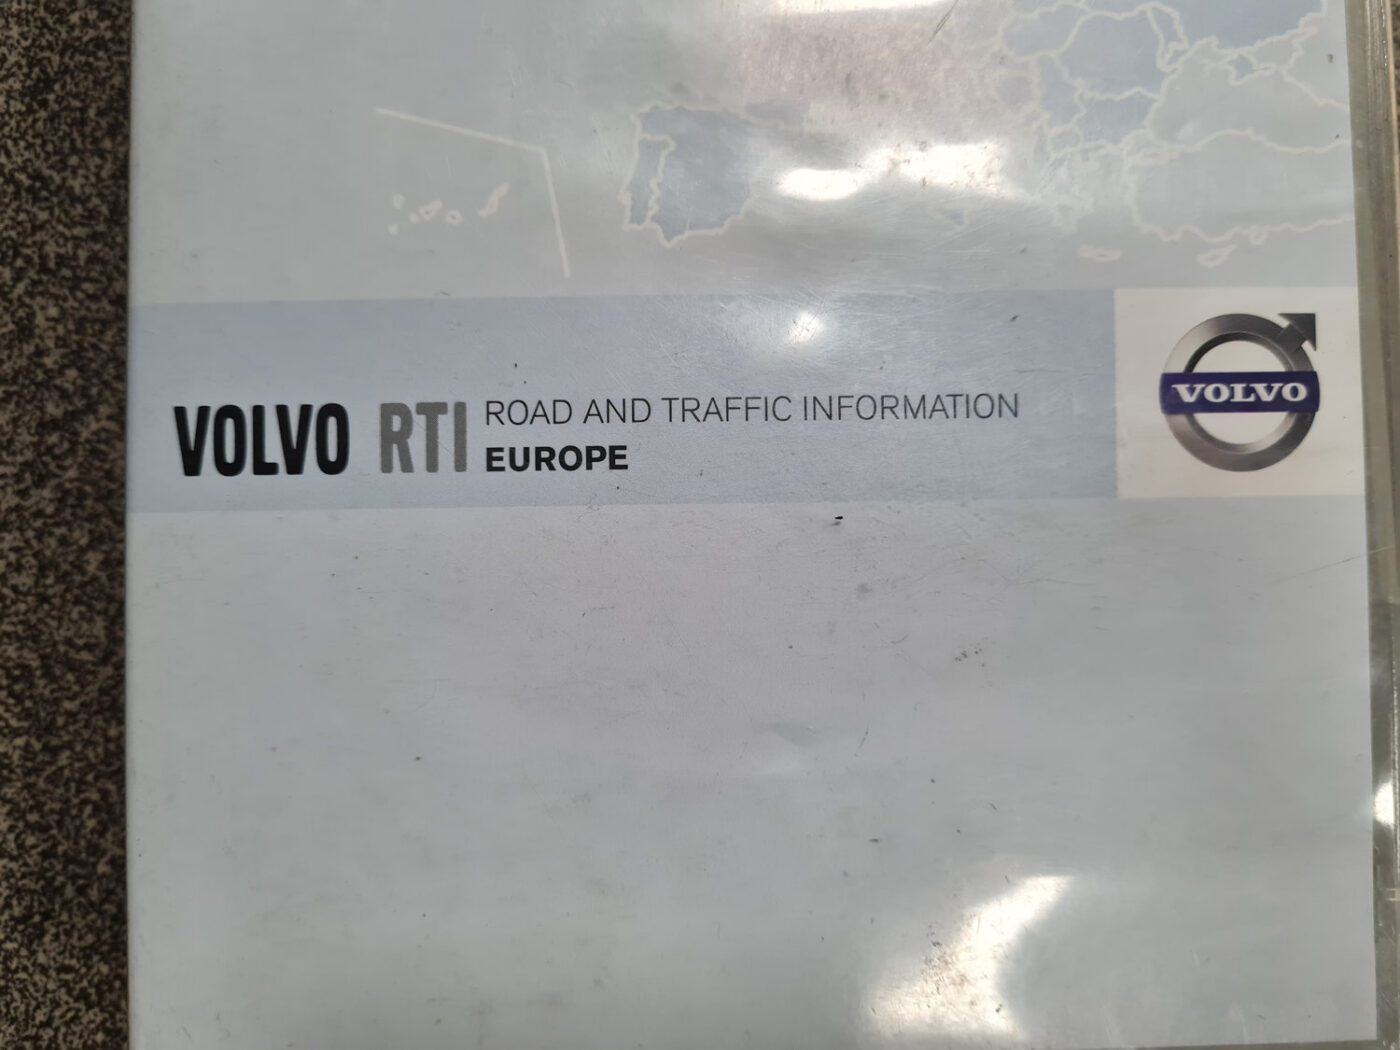 VOLVO RTI ROAD AND TRAFFIC INFORMATION
EUROPE
VOLVO